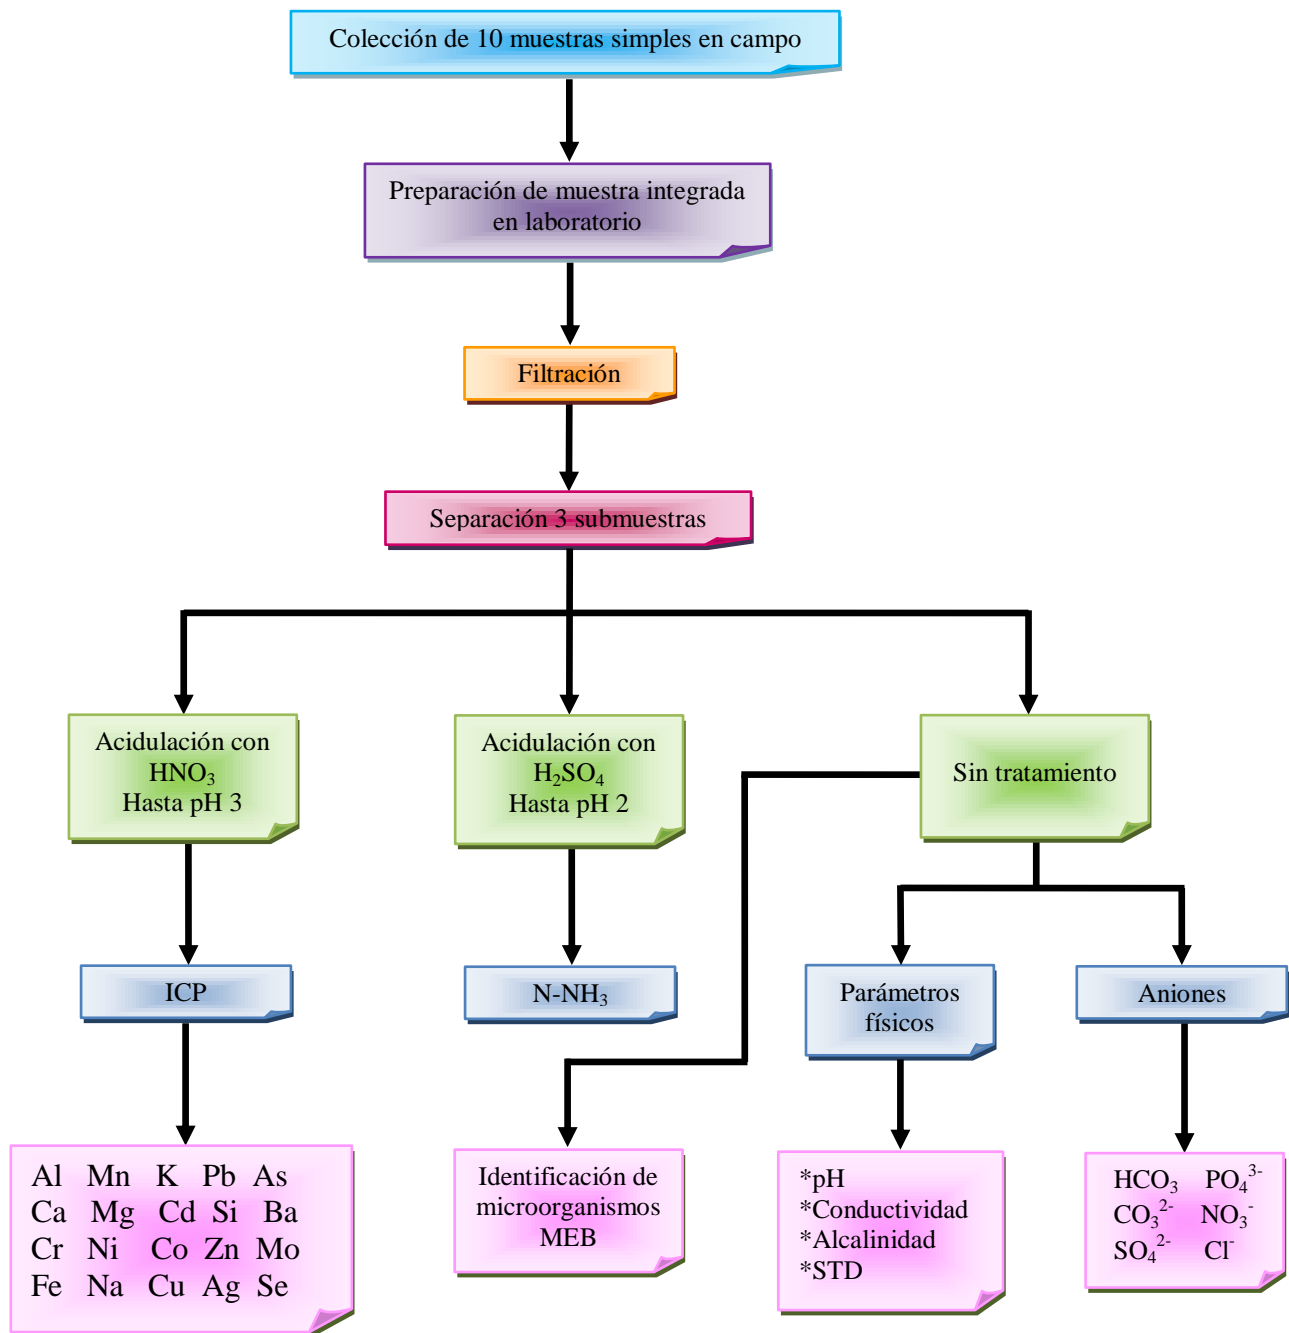 Colección de 10 muestras simples en campo
Preparación de muestra integrada
en laboratorio
Filtración
Separación 3 submuestras
Acidulación con
HNO₃
Hasta pH 3
Acidulación con
H₂SO₄
Hasta pH 2
Sin tratamiento
ICP
N-NH₃
Parámetros
físicos
Aniones
Al Mn K Pb As
Ca Mg Cd Si Ba
Cr Ni Co Zn Mo
Fe Na Cu Ag Se
Identificación de
microorganismos
MEB
*pH
*Conductividad
*Alcalinidad
*STD
HCO₃ PO₄³⁻
CO₃²⁻ NO₃⁻
SO₄²⁻ Cl⁻